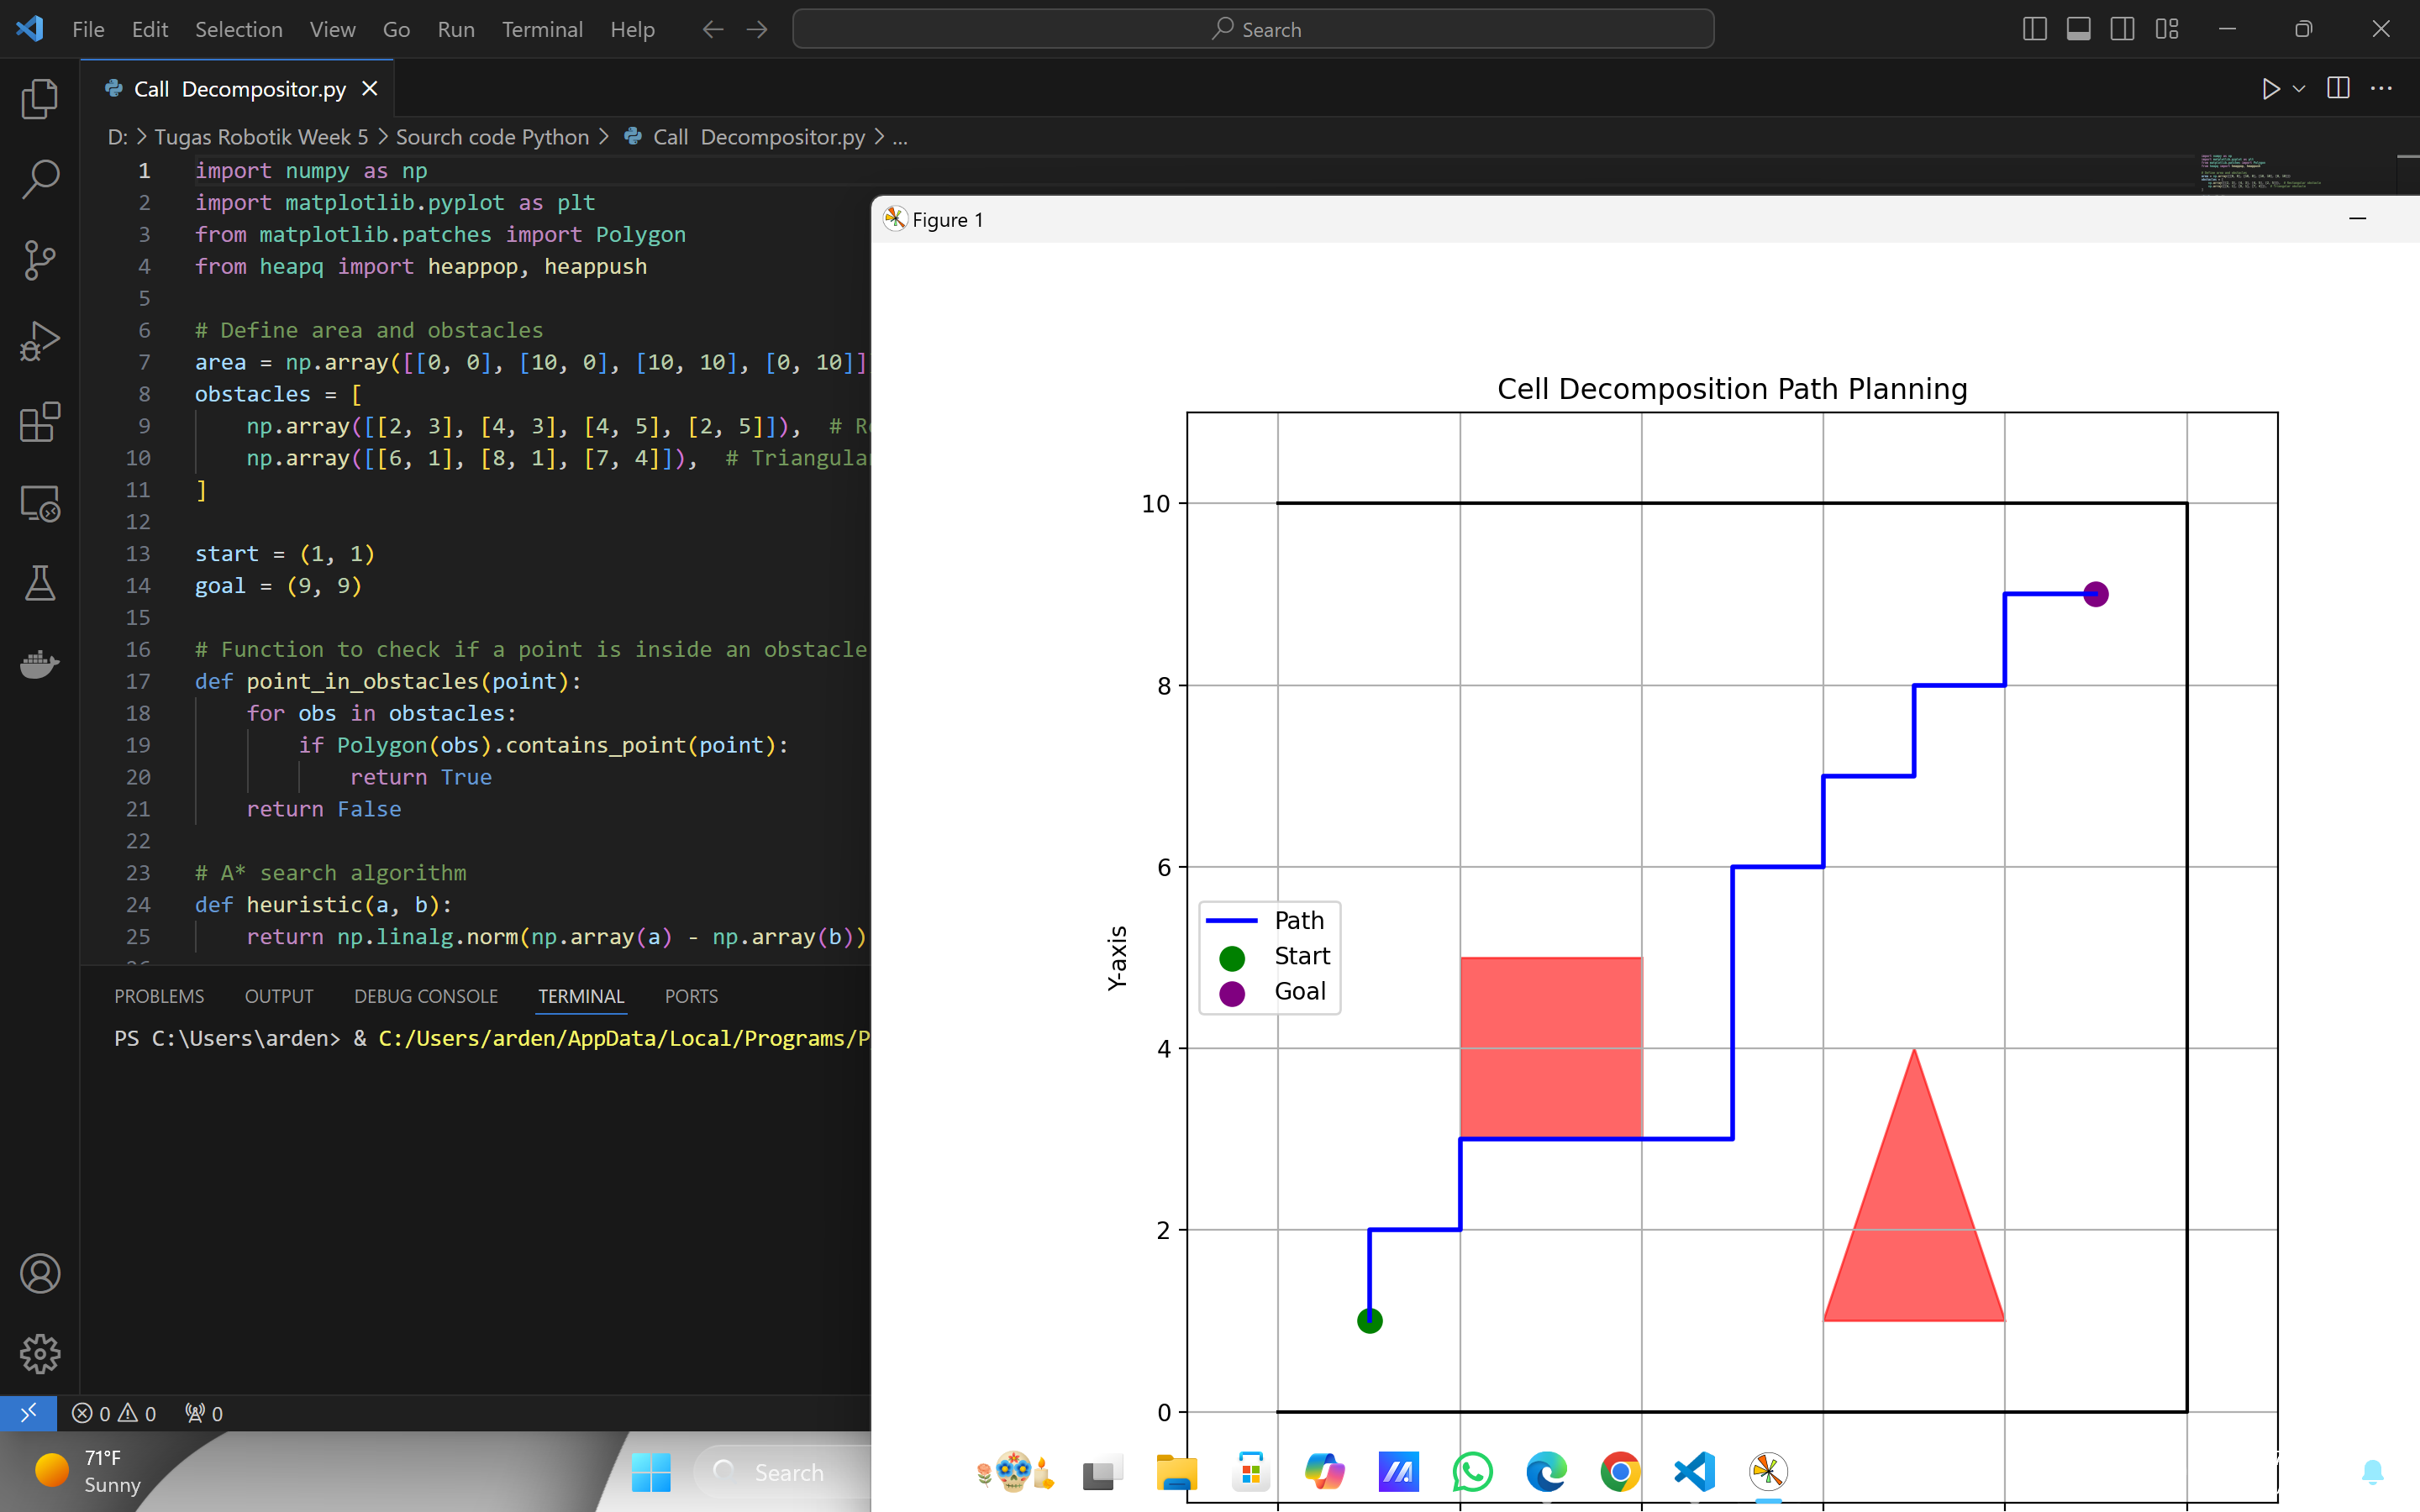 File Edit Selection View Go Run Terminal Help Search
Call Decompositor.py
D: > Tugas Robotik Week 5 > Sourch code Python > Call Decompositor.py > ...
1 import numpy as np
2 import matplotlib.pyplot as plt
3 from matplotlib.patches import Polygon
4 from heapq import heappop, heappush
5
6 # Define area and obstacles
7 area = np.array([[0, 0], [10, 0], [10, 10], [0, 10]]
8 obstacles = [
9 np.array([[2, 3], [4, 3], [4, 5], [2, 5]]), #
10 np.array([[6, 1], [8, 1], [7, 4]]), # Triangula
11 ]
12
13 start = (1, 1)
14 goal = (9, 9)
15
16 # Function to check if a point is inside an obstacle
17 def point_in_obstacles(point):
18 for obs in obstacles:
19 if Polygon(obs).contains_point(point):
20 return True
21 return False
22
23 # A* search algorithm
24 def heuristic(a, b):
25 return np.linalg.norm(np.array(a) - np.array(b))
PROBLEMS OUTPUT DEBUG CONSOLE TERMINAL PORTS
PS C:\Users\arden> & C:/Users/arden/AppData/Local/Programs/P
0 0 0
71°F
Sunny
Search
Figure 1
Cell Decomposition Path Planning
10
8
6
4
2
0
Y-axis
Path
Start
Goal